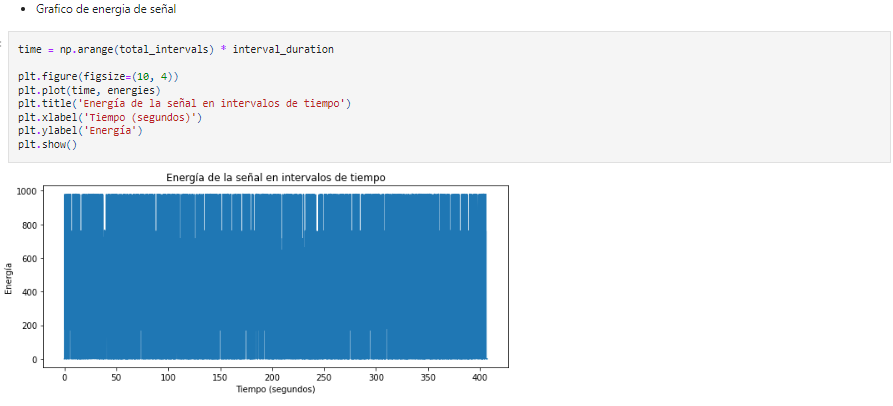 Grafico de energia de señal
time = np.arange(total_intervals) * interval_duration
plt.figure(figsize=(10, 4))
plt.plot(time, energies)
plt.title('Energía de la señal en intervalos de tiempo')
plt.xlabel('Tiempo (segundos)')
plt.ylabel('Energía')
plt.show()
Energía de la señal en intervalos de tiempo
1000
800
600
400
200
0
Energía
0 50 100 150 200 250 300 350 400
Tiempo (segundos)